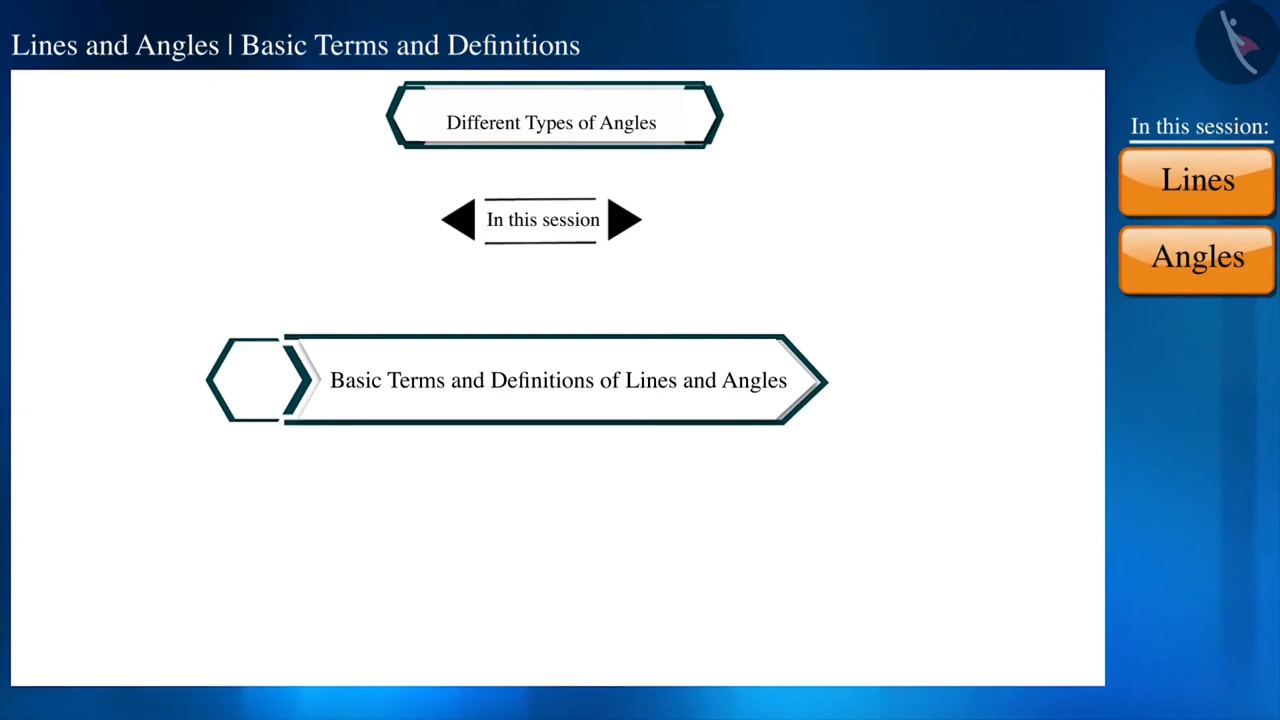 Lines and Angles | Basic Terms and Definitions
Different Types of Angles
In this session
Basic Terms and Definitions of Lines and Angles
In this session:
Lines
Angles